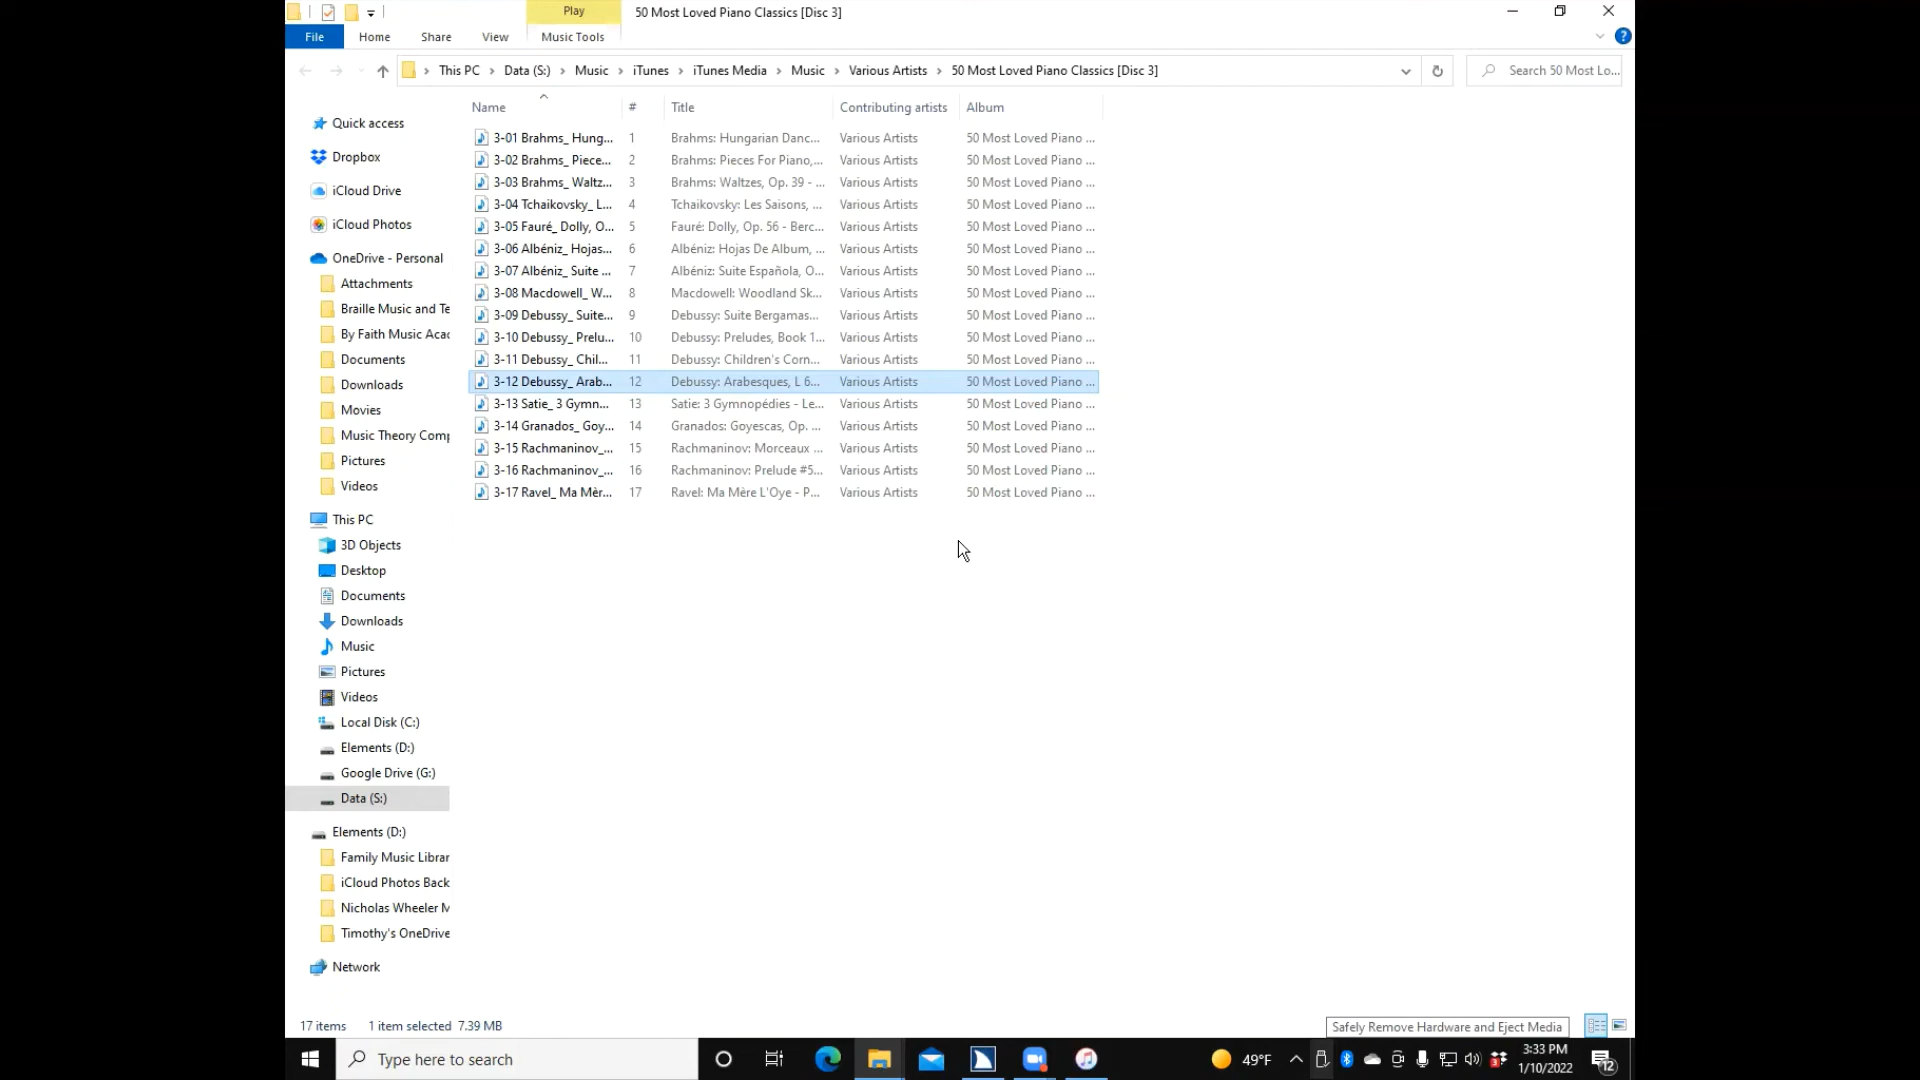 Play
50 Most Loved Piano Classics [Disc 3]
File Home Share View Music Tools
This PC Data (S:) Music iTunes iTunes Media Music Various Artists 50 Most Loved Piano Classics [Disc 3]
Search 50 Most Lo...
Quick access
Dropbox
iCloud Drive
iCloud Photos
OneDrive - Personal
Attachments
Braille Music and Te
By Faith Music Acac
Documents
Downloads
Movies
Music Theory Comp
Pictures
Videos
This PC
3D Objects
Desktop
Documents
Downloads
Music
Pictures
Videos
Local Disk (C:)
Elements (D:)
Google Drive (G:)
Data (S:)
Elements (D:)
Family Music Librar
iCloud Photos Back
Nicholas Wheeler M
Timothy's OneDrive
Network
Name # Title Contributing artists Album
3-01 Brahms_ Hung... 1 Brahms: Hungarian Danc... Various Artists 50 Most Loved Piano ...
3-02 Brahms_ Piece... 2 Brahms: Pieces For Piano,... Various Artists 50 Most Loved Piano ...
3-03 Brahms_ Waltz... 3 Brahms: Waltzes, Op. 39 - ... Various Artists 50 Most Loved Piano ...
3-04 Tchaikovsky_ L... 4 Tchaikovsky: Les Saisons, ... Various Artists 50 Most Loved Piano ...
3-05 Fauré_ Dolly, O... 5 Fauré: Dolly, Op. 56 - Berc... Various Artists 50 Most Loved Piano ...
3-06 Albéniz_ Hojas... 6 Albéniz: Hojas De Album, ... Various Artists 50 Most Loved Piano ...
3-07 Albéniz_ Suite ... 7 Albéniz: Suite Española, O... Various Artists 50 Most Loved Piano ...
3-08 Macdowell_ W... 8 Macdowell: Woodland Sk... Various Artists 50 Most Loved Piano ...
3-09 Debussy_ Suite... 9 Debussy: Suite Bergamas... Various Artists 50 Most Loved Piano ...
3-10 Debussy_ Prelu... 10 Debussy: Preludes, Book 1... Various Artists 50 Most Loved Piano ...
3-11 Debussy_ Chil... 11 Debussy: Children's Corn... Various Artists 50 Most Loved Piano ...
3-12 Debussy_ Arab... 12 Debussy: Arabesques, L 6... Various Artists 50 Most Loved Piano ...
3-13 Satie_ 3 Gymn... 13 Satie: 3 Gymnopédies - Le... Various Artists 50 Most Loved Piano ...
3-14 Granados_ Goy... 14 Granados: Goyescas, Op. ... Various Artists 50 Most Loved Piano ...
3-15 Rachmaninov_... 15 Rachmaninov: Morceaux ... Various Artists 50 Most Loved Piano ...
3-16 Rachmaninov_... 16 Rachmaninov: Prelude #5... Various Artists 50 Most Loved Piano ...
3-17 Ravel_ Ma Mèr... 17 Ravel: Ma Mère L'Oye - P... Various Artists 50 Most Loved Piano ...
17 items 1 item selected 7.39 MB
Safely Remove Hardware and Eject Media
Type here to search
49°F
3:33 PM
1/10/2022
12